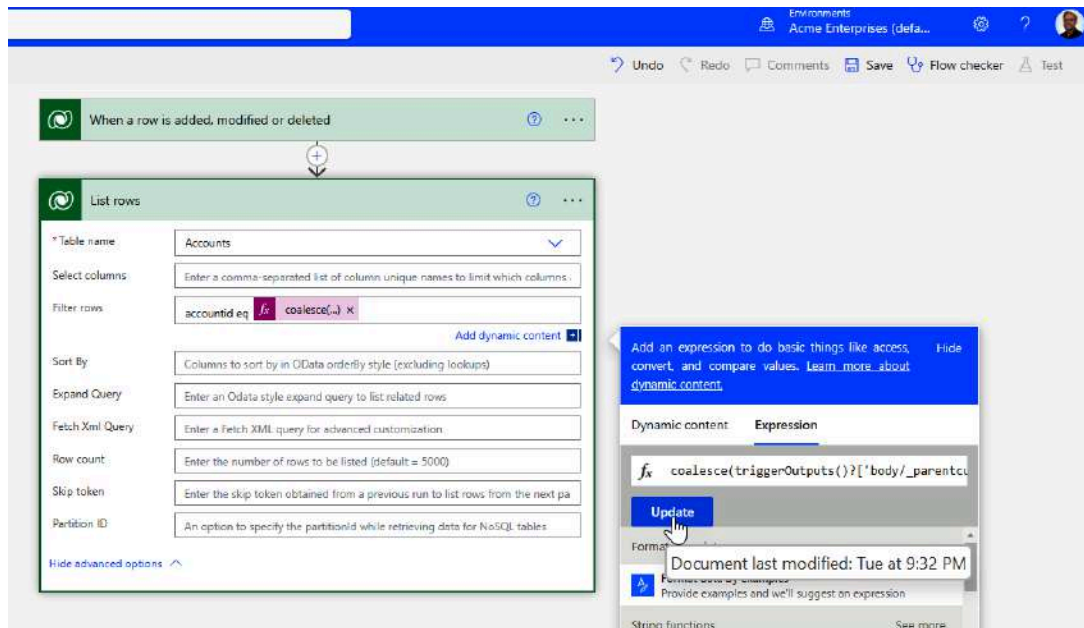 Environments
Acme Enterprises (defa...
Undo Redo Comments Save Flow checker Test
When a row is added, modified or deleted
List rows
* Table name Accounts
Select columns Enter a comma-separated list of column unique names to limit which columns
Filter rows accountid eq fx coalesce(...) ×
Add dynamic content
Sort By Columns to sort by in OData orderBy style (excluding lookups)
Expand Query Enter an Odata style expand query to list related rows
Fetch Xml Query Enter a Fetch XML query for advanced customization
Row count Enter the number of rows to be listed (default = 5000)
Skip token Enter the skip token obtained from a previous run to list rows from the next pa
Partition ID An option to specify the partitionId while retrieving data for NoSQL tables
Hide advanced options
Add an expression to do basic things like access, Hide
convert, and compare values. Learn more about
dynamic content.
Dynamic content Expression
fx coalesce(triggerOutputs()?['body/_parentcu
Update
Format
Document last modified: Tue at 9:32 PM
Format data by examples
Provide examples and we'll suggest an expression
String functions See more